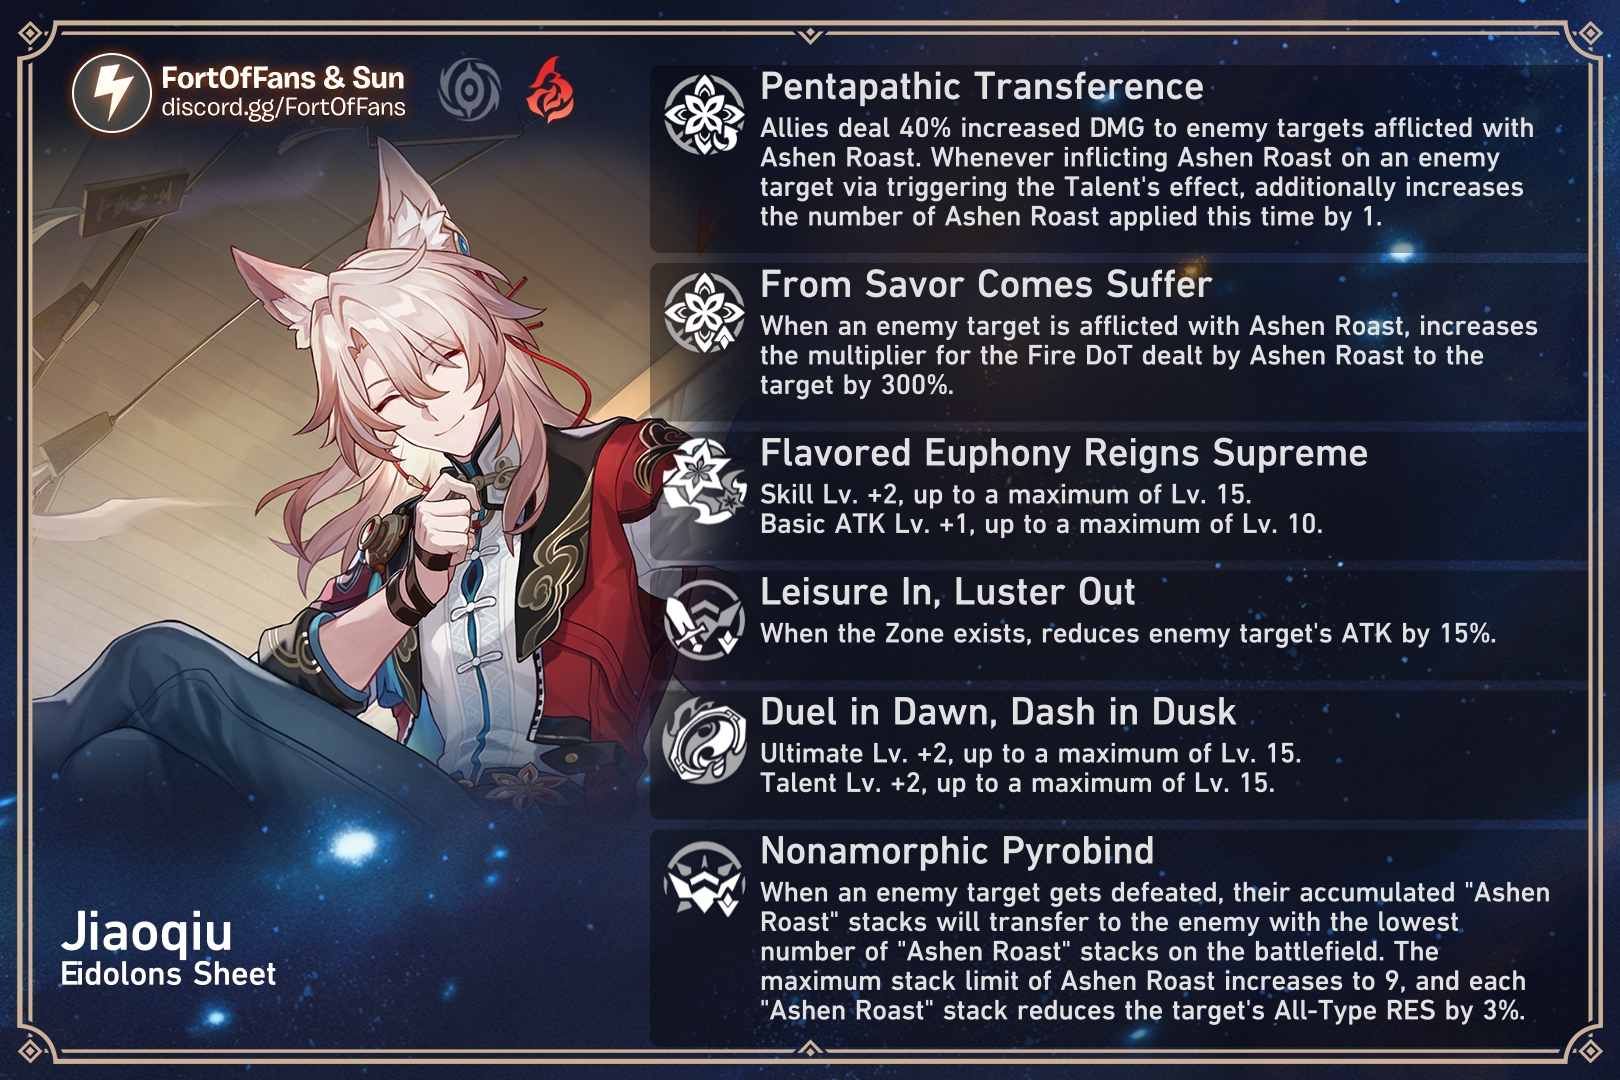 FortOfFans & Sun
discord.gg/FortOfFans
Pentapathic Transference
Allies deal 40% increased DMG to enemy targets afflicted with
Ashen Roast. Whenever inflicting Ashen Roast on an enemy
target via triggering the Talent's effect, additionally increases
the number of Ashen Roast applied this time by 1.
From Savor Comes Suffer
When an enemy target is afflicted with Ashen Roast, increases
the multiplier for the Fire DoT dealt by Ashen Roast to the
target by 300%.
Flavored Euphony Reigns Supreme
Skill Lv. +2, up to a maximum of Lv. 15.
Basic ATK Lv. +1, up to a maximum of Lv. 10.
Leisure In, Luster Out
When the Zone exists, reduces enemy target's ATK by 15%.
Duel in Dawn, Dash in Dusk
Ultimate Lv. +2, up to a maximum of Lv. 15.
Talent Lv. +2, up to a maximum of Lv. 15.
Nonamorphic Pyrobind
When an enemy target gets defeated, their accumulated "Ashen
Roast" stacks will transfer to the enemy with the lowest
number of "Ashen Roast" stacks on the battlefield. The
maximum stack limit of Ashen Roast increases to 9, and each
"Ashen Roast" stack reduces the target's All-Type RES by 3%.
Jiaoqiu
Eidolons Sheet